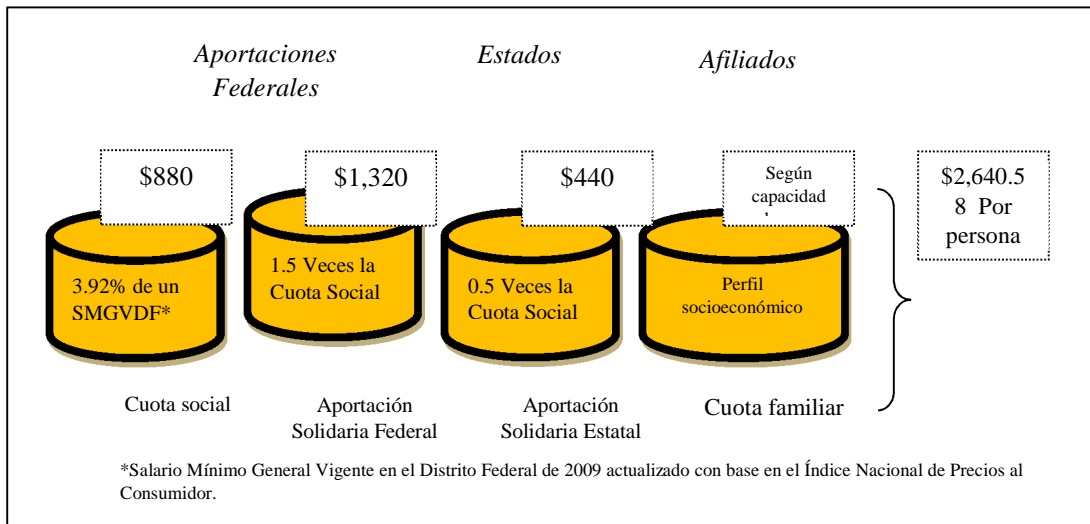 Aportaciones
Federales
Estados
Afiliados
$880
$1,320
$440
Según
capacidad
$2,640.5
8 Por
persona
3.92% de un
SMGVDF*
1.5 Veces la
Cuota Social
0.5 Veces la
Cuota Social
Perfil
socioeconómico
Cuota social
Aportación
Solidaria Federal
Aportación
Solidaria Estatal
Cuota familiar
*Salario Mínimo General Vigente en el Distrito Federal de 2009 actualizado con base en el Índice Nacional de Precios al
Consumidor.